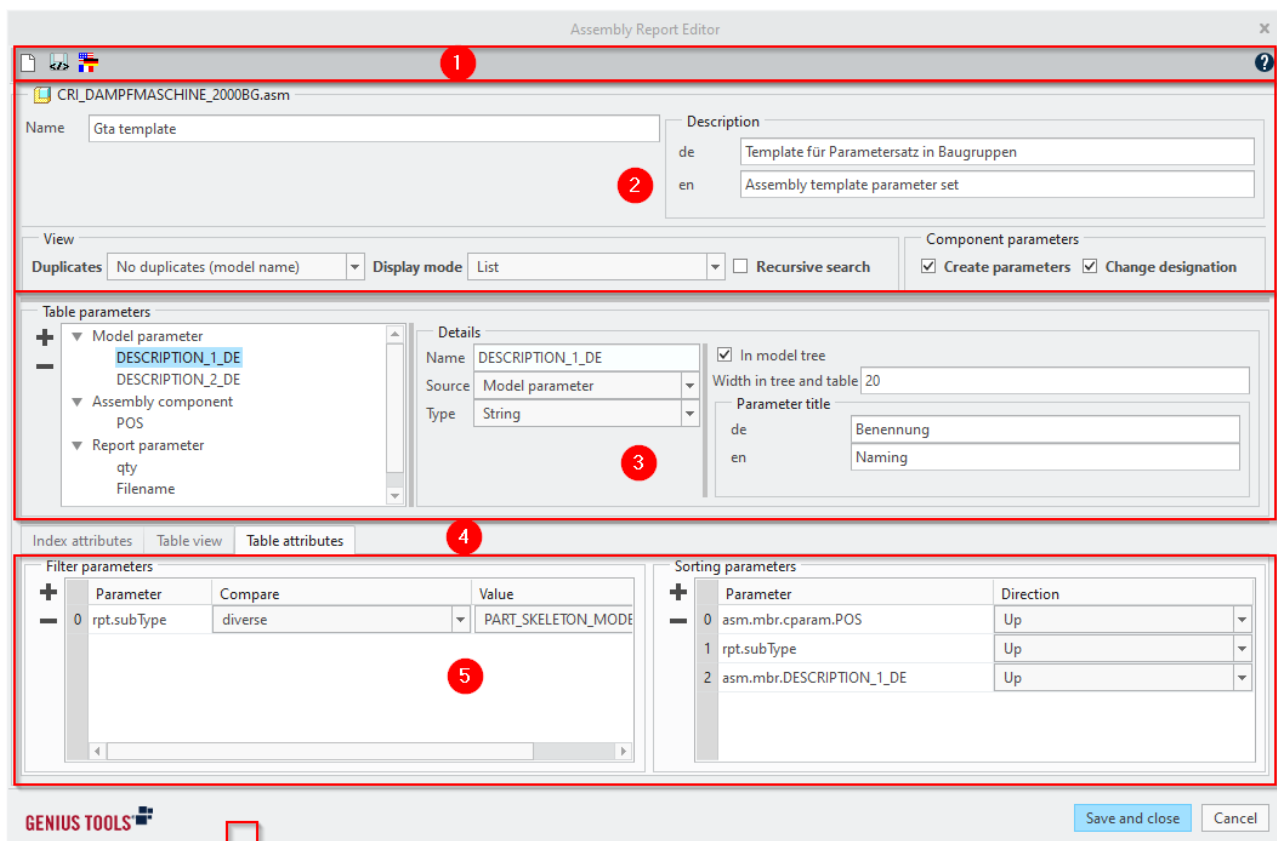 Assembly Report Editor
1
CRI_DAMPFMASCHINE_2000BG.asm
Name Gta template
Description
de Template für Parametersatz in Baugruppen
en Assembly template parameter set
2
View
Duplicates No duplicates (model name) Display mode List Recursive search
Component parameters
Create parameters Change designation
Table parameters
Model parameter
DESCRIPTION_1_DE
DESCRIPTION_2_DE
Assembly component
POS
Report parameter
qty
Filename
Details
Name DESCRIPTION_1_DE
Source Model parameter
Type String
In model tree
Width in tree and table 20
Parameter title
de Benennung
en Naming
3
Index attributes Table view Table attributes
4
Filter parameters
Parameter Compare Value
0 rpt.subType diverse PART_SKELETON_MODE
5
Sorting parameters
Parameter Direction
0 asm.mbr.cparam.POS Up
1 rpt.subType Up
2 asm.mbr.DESCRIPTION_1_DE Up
GENIUS TOOLS
Save and close Cancel